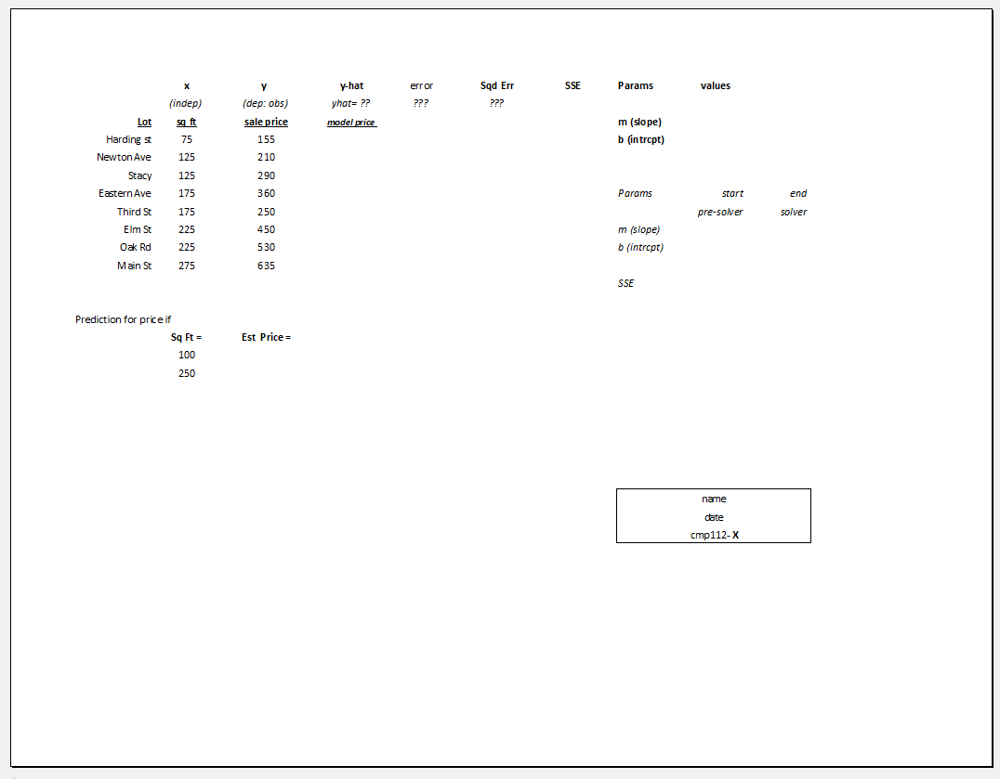 x y y-hat error Sqd Err SSE Params values
(indep) (dep: obs) yhat= ?? ??? ???
Lot sq ft sale price model price m (slope)
Harding st 75 155 b (intrcpt)
Newton Ave 125 210
Stacy 125 290
Eastern Ave 175 360 Params start end
Third St 175 250 pre-solver solver
Elm St 225 450 m (slope)
Oak Rd 225 530 b (intrcpt)
Main St 275 635
SSE
Prediction for price if
Sq Ft = Est Price =
100
250
name
date
cmp112-X